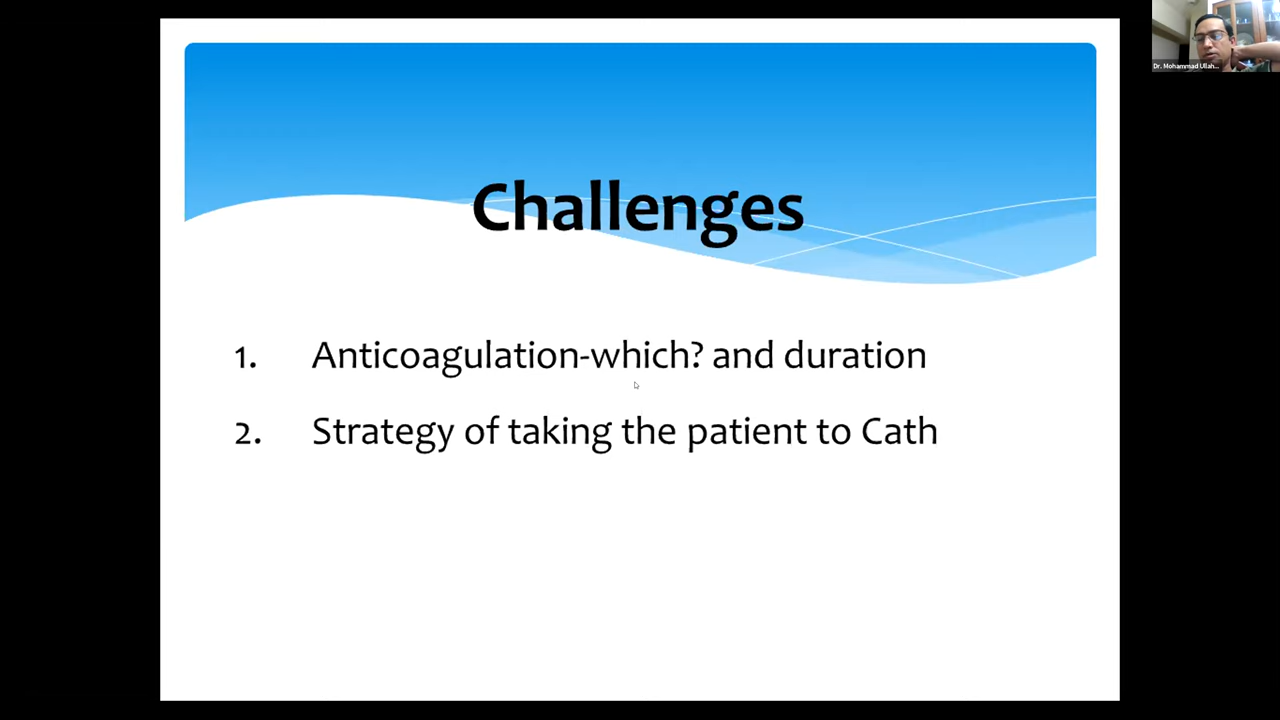 Dr. Mohammad Ullah...
Challenges
1. Anticoagulation-which? and duration
2. Strategy of taking the patient to Cath